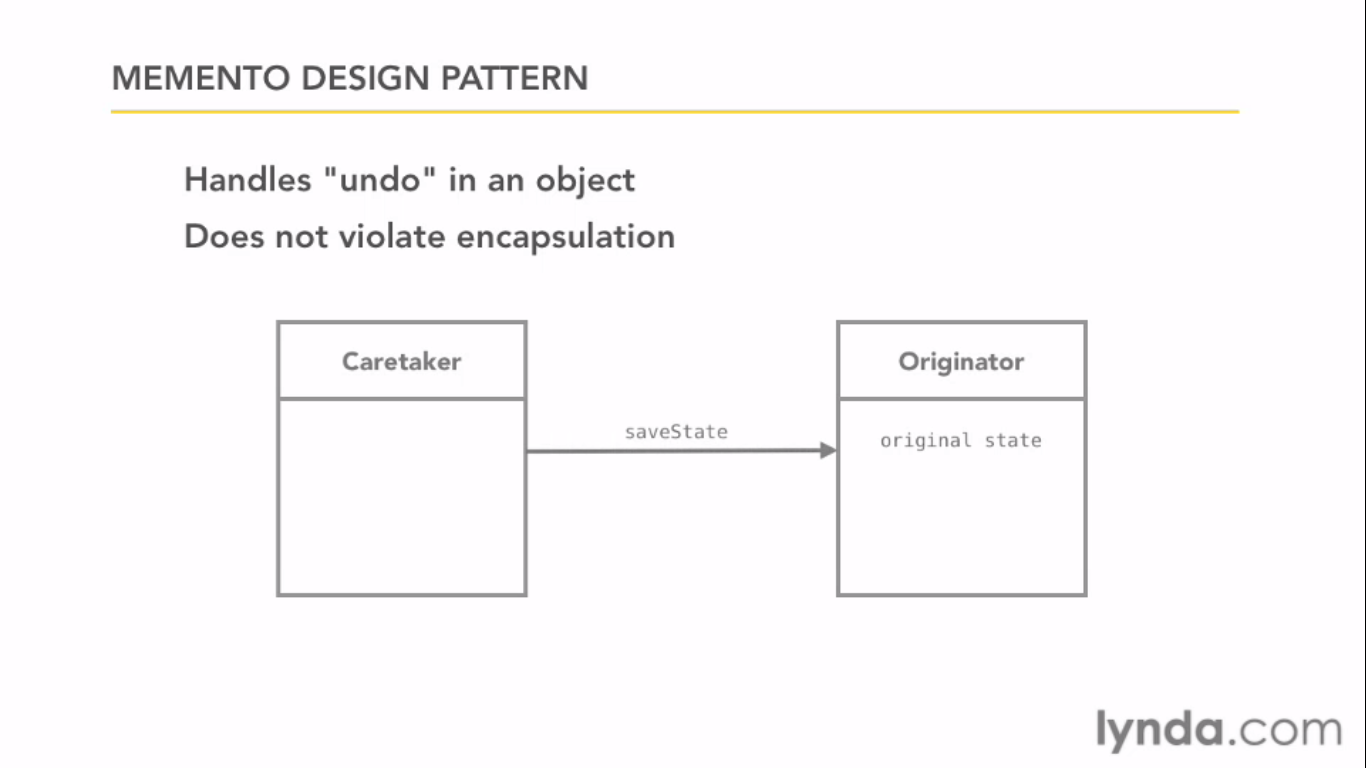 MEMENTO DESIGN PATTERN
Handles "undo" in an object
Does not violate encapsulation
Caretaker
Originator
saveState
original state
lynda.com